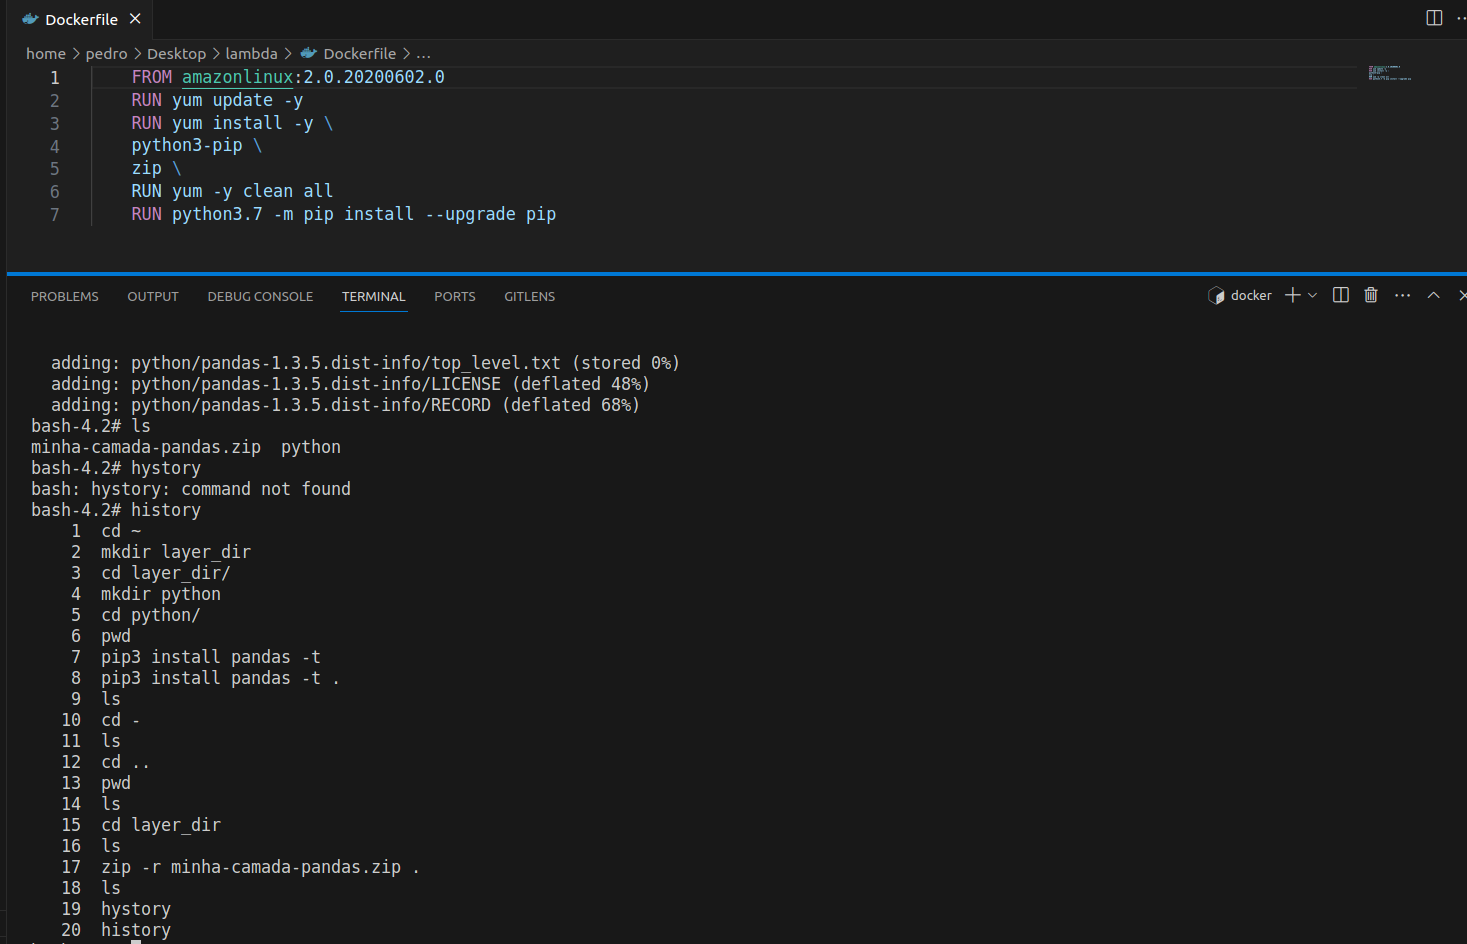 Dockerfile
home > pedro > Desktop > lambda > Dockerfile > ...
1 FROM amazonlinux:2.0.20200602.0
2 RUN yum update -y
3 RUN yum install -y \
4 python3-pip \
5 zip \
6 RUN yum -y clean all
7 RUN python3.7 -m pip install --upgrade pip
PROBLEMS OUTPUT DEBUG CONSOLE TERMINAL PORTS GITLENS docker
adding: python/pandas-1.3.5.dist-info/top_level.txt (stored 0%)
adding: python/pandas-1.3.5.dist-info/LICENSE (deflated 48%)
adding: python/pandas-1.3.5.dist-info/RECORD (deflated 68%)
bash-4.2# ls
minha-camada-pandas.zip python
bash-4.2# hystory
bash: hystory: command not found
bash-4.2# history
1 cd ~
2 mkdir layer_dir
3 cd layer_dir/
4 mkdir python
5 cd python/
6 pwd
7 pip3 install pandas -t
8 pip3 install pandas -t .
9 ls
10 cd -
11 ls
12 cd ..
13 pwd
14 ls
15 cd layer_dir
16 ls
17 zip -r minha-camada-pandas.zip .
18 ls
19 hystory
20 history